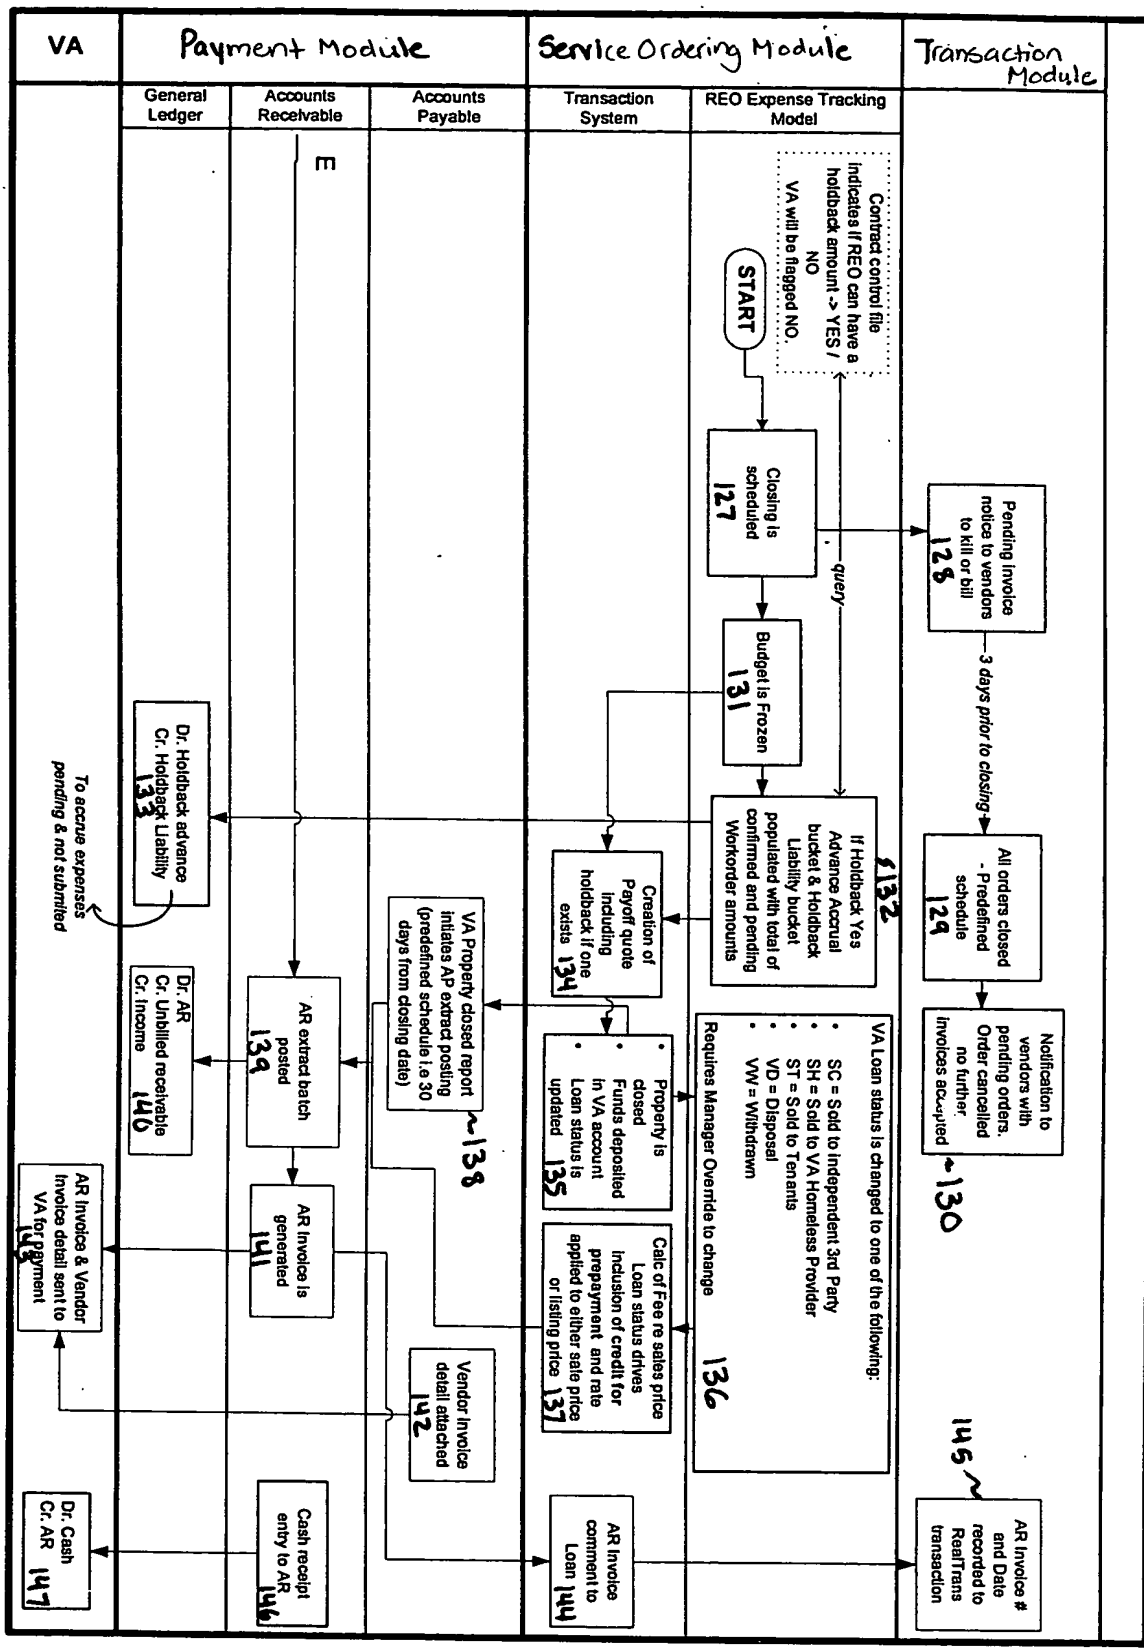 VA
Payment Module
Service Ordering Module
Transaction
Module
General
Ledger
Accounts
Receivable
Accounts
Payable
Transaction
System
REO Expense Tracking
Model
E
Contract control file
indicates if REO can have a
holdback amount -> YES /
NO
VA will be flagged NO.
START
Closing is
scheduled
127
Pending invoice
notice to vendors
to kill or bill
128
query
3 days prior to closing
Budget is Frozen
131
All orders closed
- Predefined
schedule
129
Notification to
vendors with
pending orders.
Order cancelled
no further
invoices accepted
130
132
If Holdback Yes
Advance Accrual
bucket & Holdback
Liability bucket
populated with total of
confirmed and pending
Workorder amounts
Dr. Holdback advance
Cr. Holdback Liability
133
To accrue expenses
pending & not submited
Creation of
Payoff quote
including
holdback if one
exists 134
• Property is
closed
• Funds deposited
in VA account
Loan status is
updated 135
VA Loan status is changed to one of the following:
• SC = Sold to independent 3rd Party
• SH = Sold to VA Homeless Provider
• ST = Sold to Tenants
• VD = Disposal
• VW = Withdrawn
Requires Manager Override to change
136
Calc of Fee re sales price
Loan status drives
inclusion of credit for
prepayment and rate
applied to either sale price
or listing price 137
VA Property closed report
intiates AP extract posting
(predefined schedule i.e 30
days from closing date)
138
AR extract batch
posted
139
Dr. AR
Cr. Unbilled receivable
Cr. Income 140
AR Invoice is
generated
141
Vendor Invoice
detail attached
142
AR Invoice & Vendor
Invoice detail sent to
VA for payment
143
AR Invoice
comment to
Loan 144
145
AR Invoice #
and Date
recorded to
RealTrans
transaction
Cash receipt
entry to AR
146
Dr. Cash
Cr. AR
147